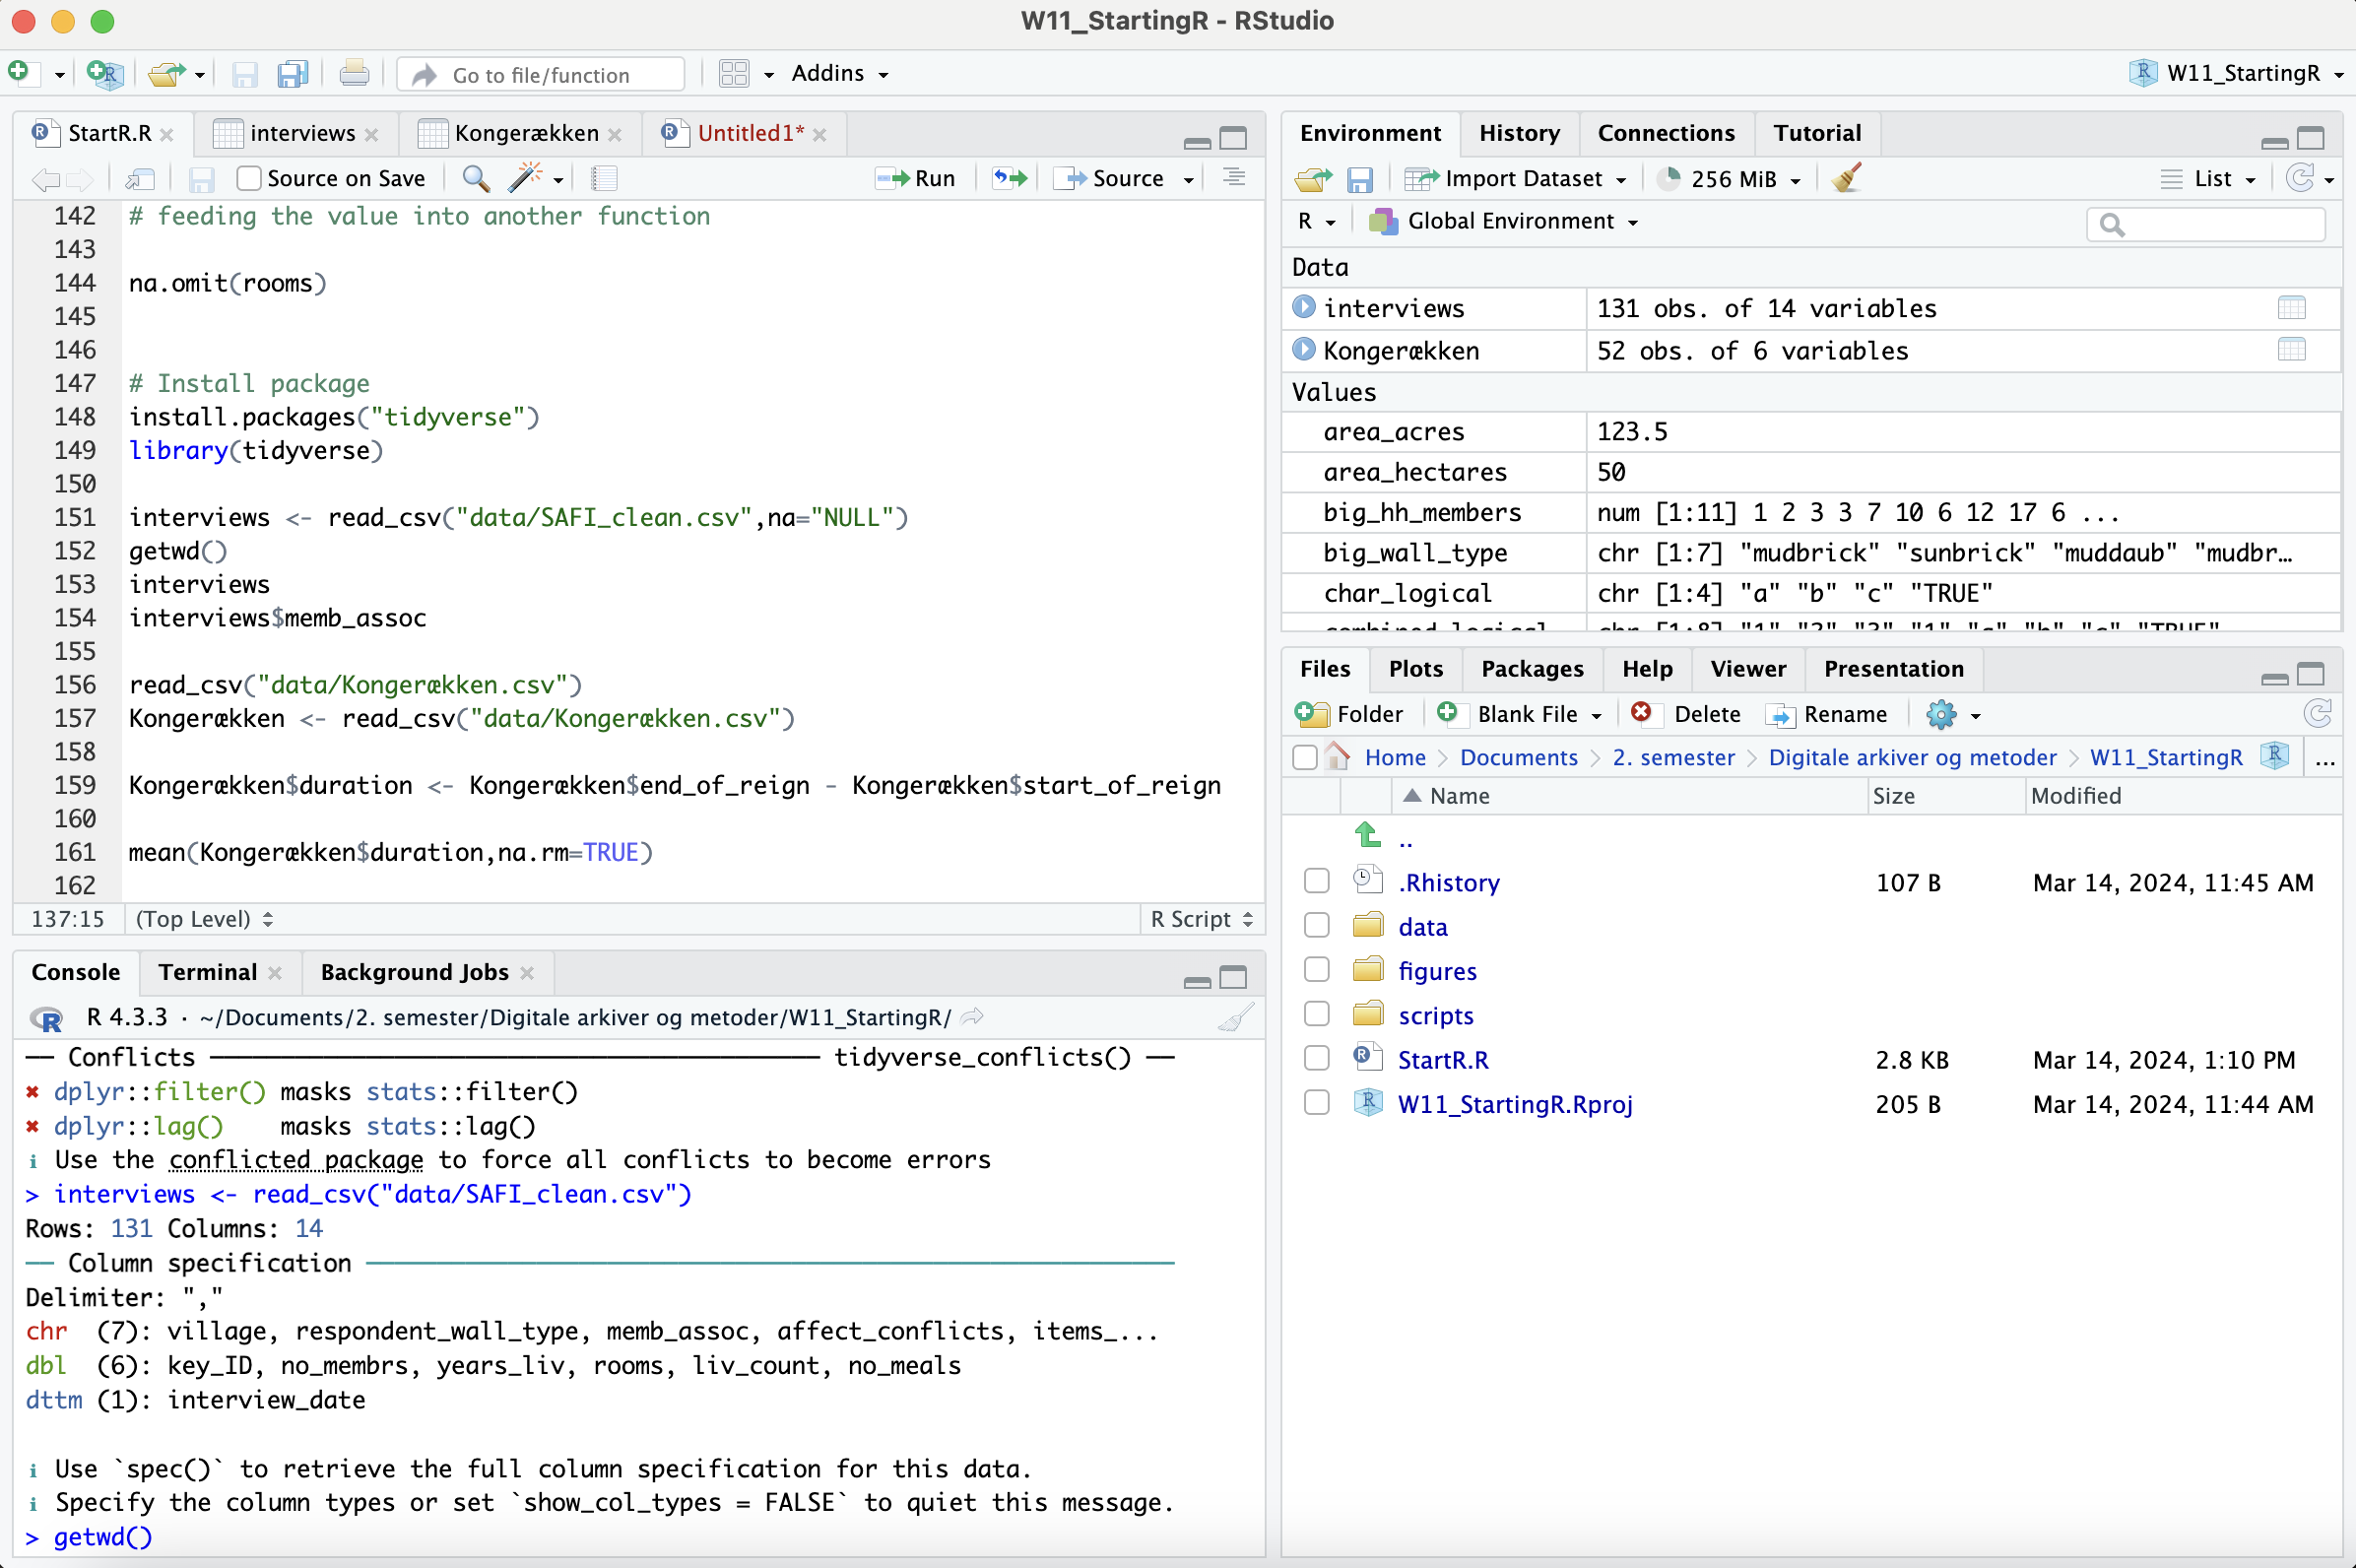 W11_StartingR - RStudio
Go to file/function
Addins
W11_StartingR
StartR.R
interviews
Kongerækken
Untitled1*
Source on Save
Run
Source
142 # feeding the value into another function
143
144 na.omit(rooms)
145
146
147 # Install package
148 install.packages("tidyverse")
149 library(tidyverse)
150
151 interviews <- read_csv("data/SAFI_clean.csv",na="NULL")
152 getwd()
153 interviews
154 interviews$memb_assoc
155
156 read_csv("data/Kongerækken.csv")
157 Kongerækken <- read_csv("data/Kongerækken.csv")
158
159 Kongerækken$duration <- Kongerækken$end_of_reign - Kongerækken$start_of_reign
160
161 mean(Kongerækken$duration,na.rm=TRUE)
162
137:15 (Top Level) R Script
Console Terminal Background Jobs
R 4.3.3 · ~/Documents/2. semester/Digitale arkiver og metoder/W11_StartingR/
── Conflicts ──────────── tidyverse_conflicts() ──
✖ dplyr::filter() masks stats::filter()
✖ dplyr::lag()    masks stats::lag()
ℹ Use the conflicted package to force all conflicts to become errors
> interviews <- read_csv("data/SAFI_clean.csv")
Rows: 131 Columns: 14
── Column specification ────────────
Delimiter: ","
chr  (7): village, respondent_wall_type, memb_assoc, affect_conflicts, items_...
dbl  (6): key_ID, no_membrs, years_liv, rooms, liv_count, no_meals
dttm (1): interview_date
ℹ Use `spec()` to retrieve the full column specification for this data.
ℹ Specify the column types or set `show_col_types = FALSE` to quiet this message.
> getwd()
Environment History Connections Tutorial
Import Dataset 256 MiB List
R Global Environment
Data
interviews 131 obs. of 14 variables
Kongerækken 52 obs. of 6 variables
Values
area_acres 123.5
area_hectares 50
big_hh_members num [1:11] 1 2 3 3 7 10 6 12 17 6 ...
big_wall_type chr [1:7] "mudbrick" "sunbrick" "muddaub" "mudbr…
char_logical chr [1:4] "a" "b" "c" "TRUE"
combined_logical chr [1:8] "1" "2" "3" "1" "a" "b" "c" "TRUE"
Files Plots Packages Help Viewer Presentation
Folder Blank File Delete Rename
Home Documents 2. semester Digitale arkiver og metoder W11_StartingR ...
Name Size Modified
..
.Rhistory 107 B Mar 14, 2024, 11:45 AM
data
figures
scripts
StartR.R 2.8 KB Mar 14, 2024, 1:10 PM
W11_StartingR.Rproj 205 B Mar 14, 2024, 11:44 AM